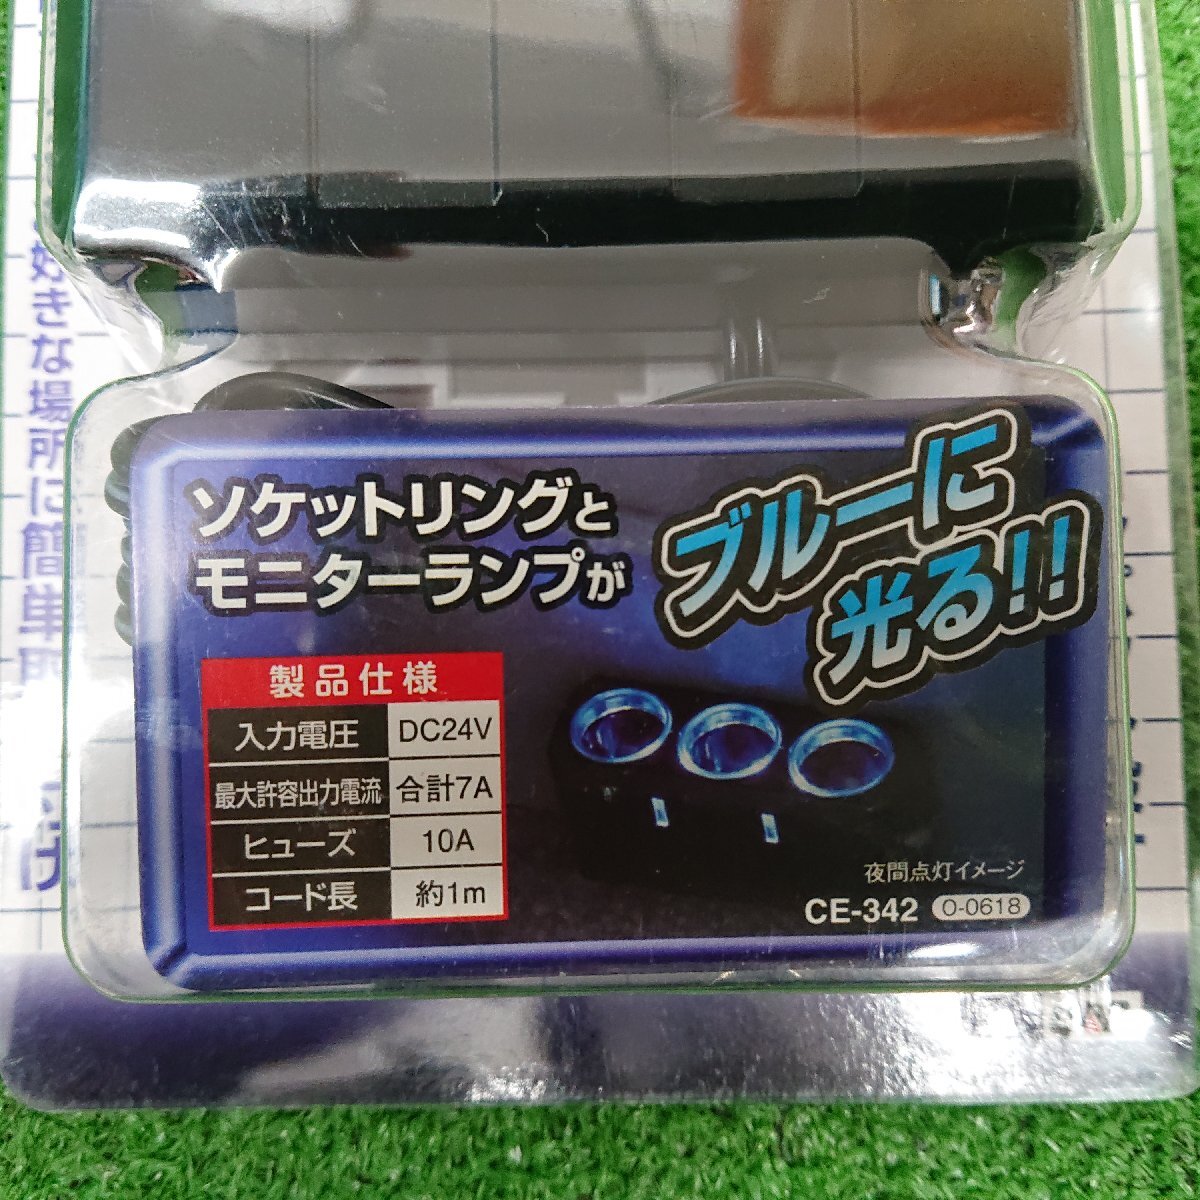 好きな場所に簡単
ソケットリングと
モニターランプが
ブルーに
光る!!
製品仕様
入力電圧 DC24V
最大許容出力電流 合計7A
ヒューズ 10A
コード長 約1m
夜間点灯イメージ
CE-342 O-0618